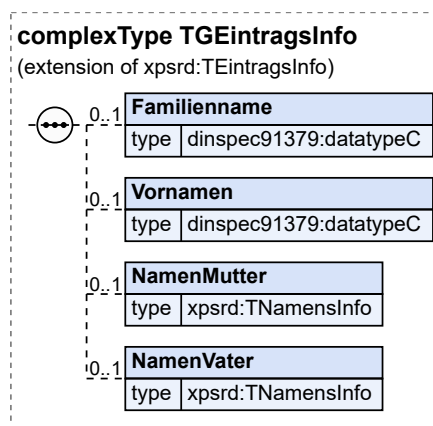 complexType TGEintragsInfo
(extension of xpsrd:TEintragsInfo)
0..1 Familienname
type dinspec91379:datatypeC
0..1 Vornamen
type dinspec91379:datatypeC
0..1 NamenMutter
type xpsrd:TNamensInfo
0..1 NamenVater
type xpsrd:TNamensInfo